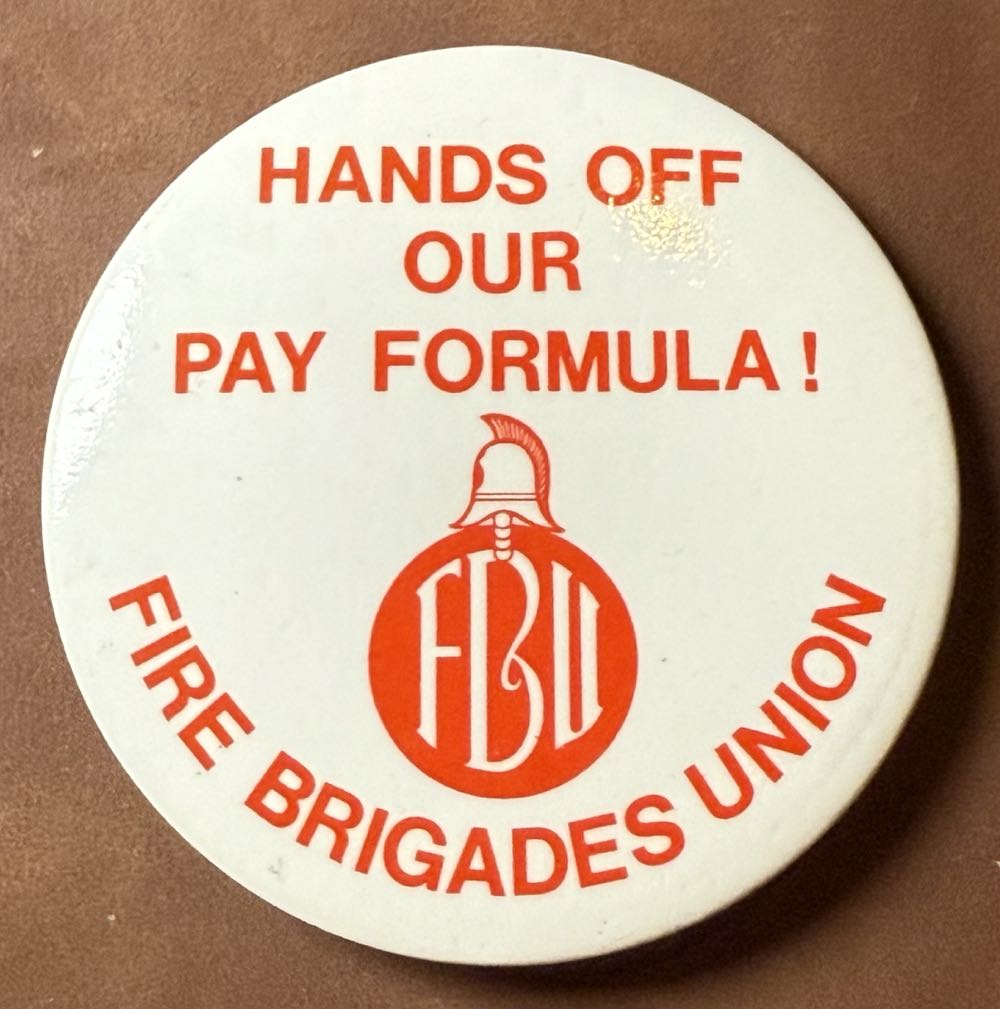 HANDS OFF
OUR
PAY FORMULA!
FBU
FIRE BRIGADES UNION